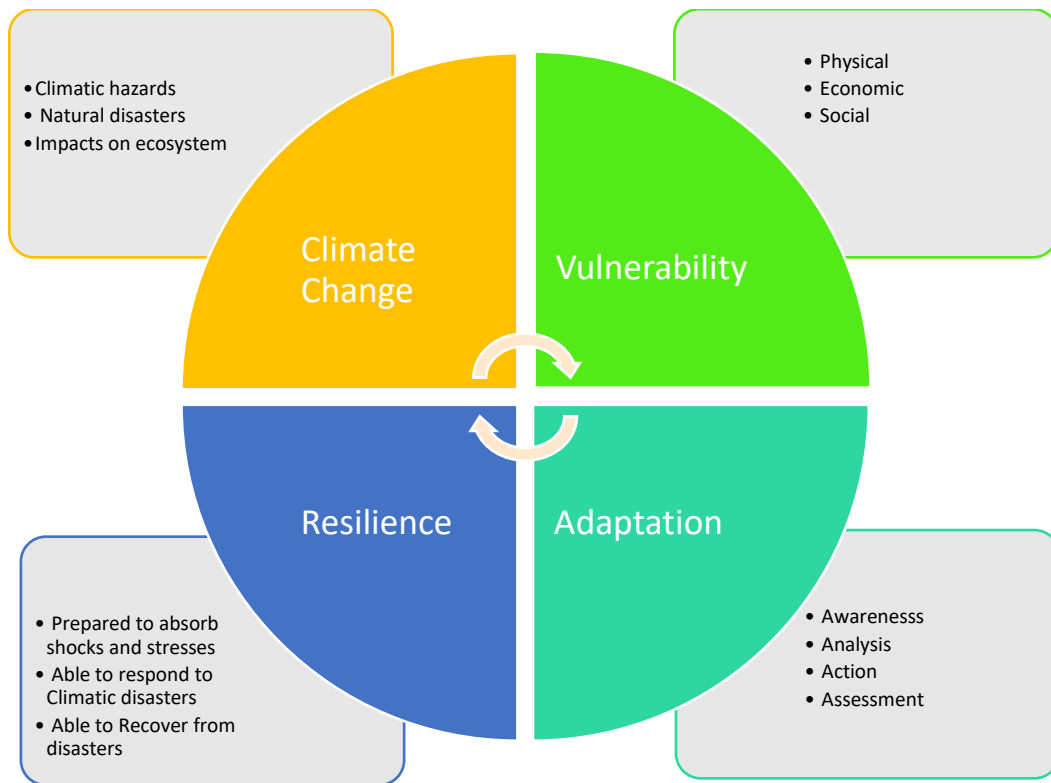 • Climatic hazards
• Natural disasters
• Impacts on ecosystem
• Physical
• Economic
• Social
Climate
Change
Vulnerability
Resilience
Adaptation
• Prepared to absorb
shocks and stresses
• Able to respond to
Climatic disasters
• Able to Recover from
disasters
• Awarenesss
• Analysis
• Action
• Assessment